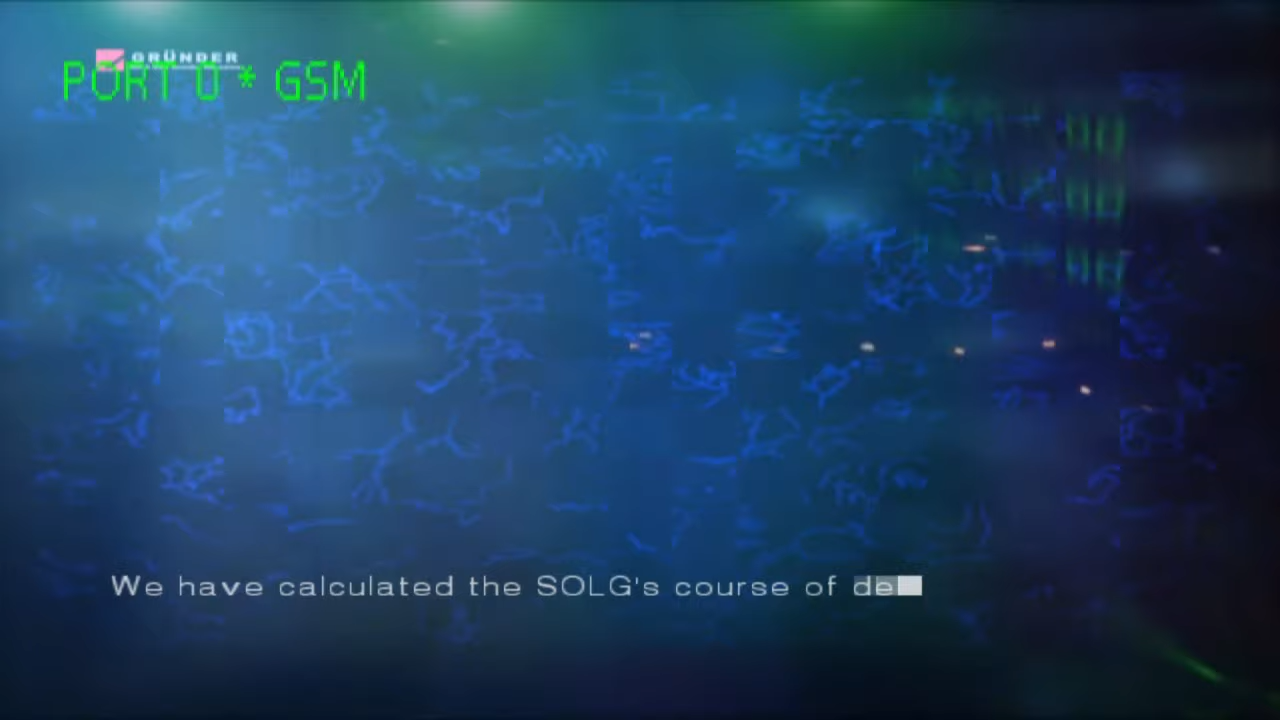 GRÜNDER
PORT 0 * GSM
We have calculated the SOLG's course of de